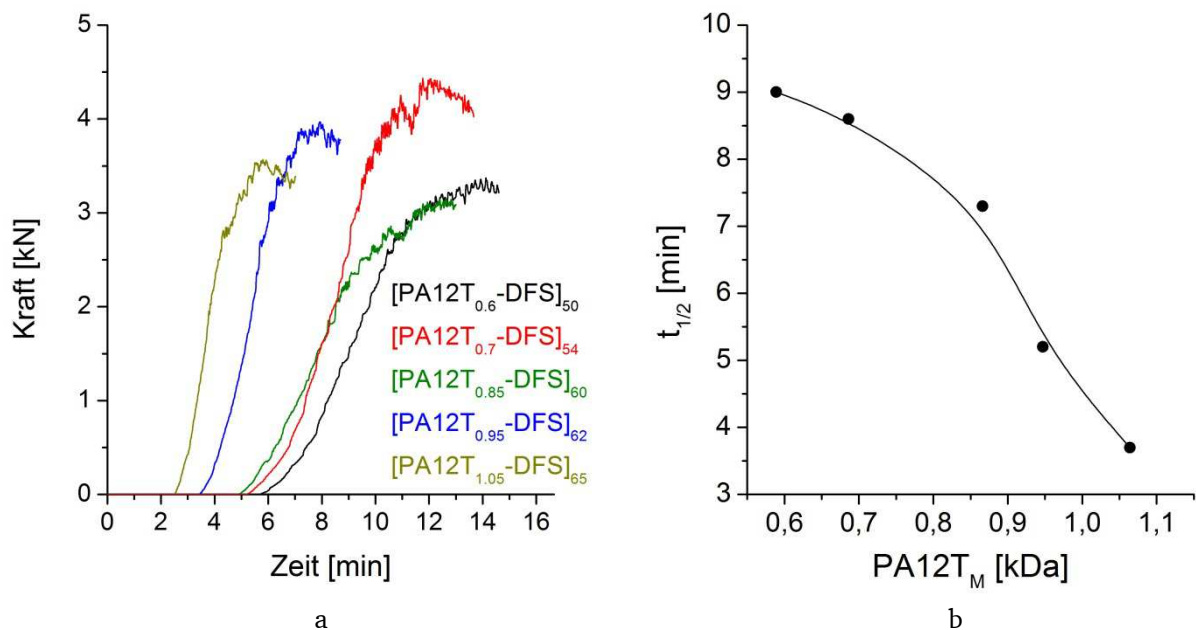 5
4
3
2
1
0
Kraft [kN]
[PA12T0.6-DFS]50
[PA12T0.7-DFS]54
[PA12T0.85-DFS]60
[PA12T0.95-DFS]62
[PA12T1.05-DFS]65
0 2 4 6 8 10 12 14 16
Zeit [min]
a
10
9
8
7
6
5
4
3
t1/2 [min]
0,6 0,7 0,8 0,9 1,0 1,1
PA12TM [kDa]
b